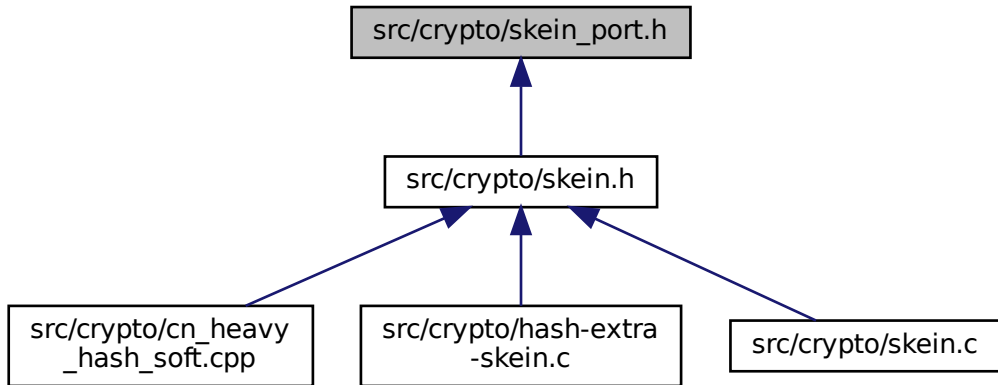 src/crypto/skein_port.h
src/crypto/skein.h
src/crypto/cn_heavy
_hash_soft.cpp
src/crypto/hash-extra
-skein.c
src/crypto/skein.c